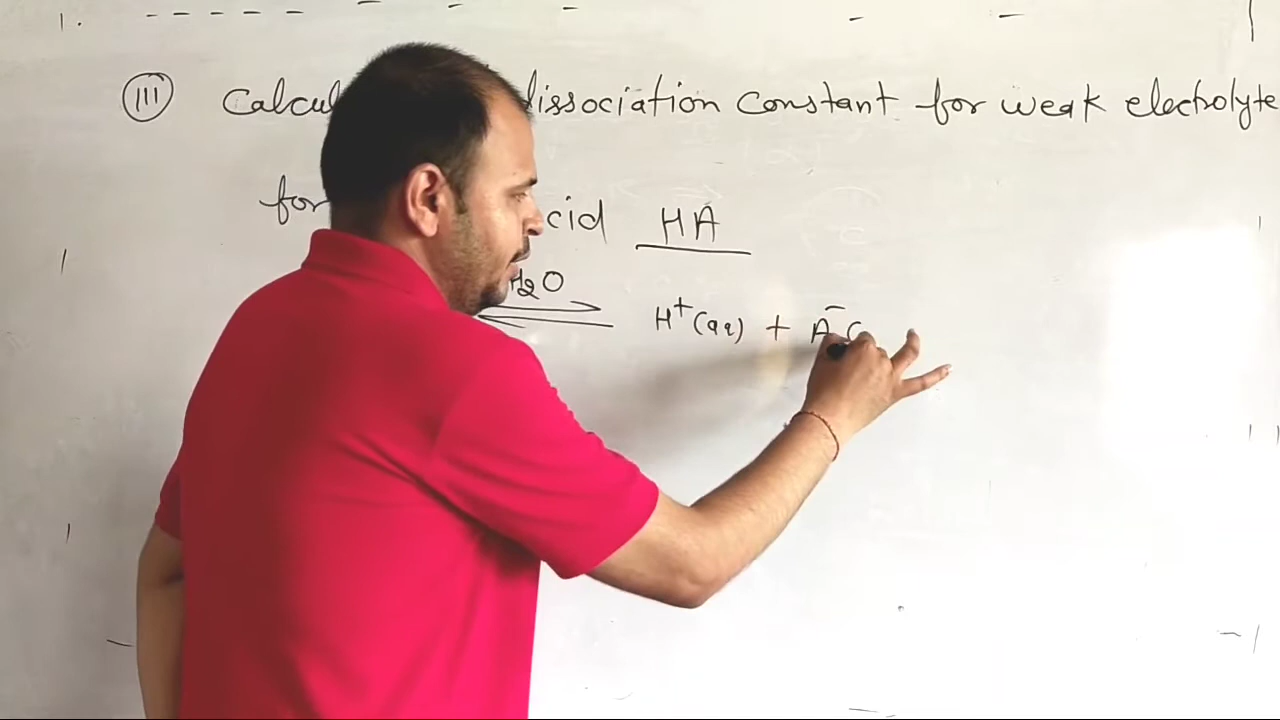 (III) Calcul dissociation constant for weak electrolyte
for cid HA
H2O
H+(aq) + A- (